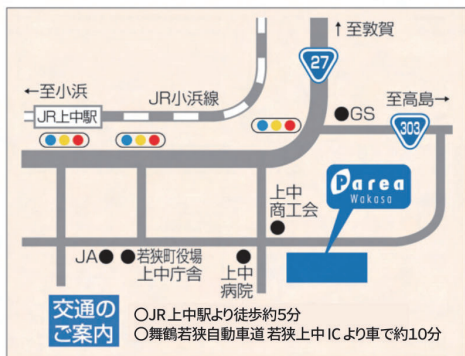 ↑至敦賀
27
←至小浜
JR小浜線
至高島→
JR上中駅
GS
303
Parea
Wakasa
上中
商工会
JA
若狭町役場
上中庁舎
上中
病院
交通の
ご案内
○JR上中駅より徒歩約5分
○舞鶴若狭自動車道 若狭上中ICより車で約10分